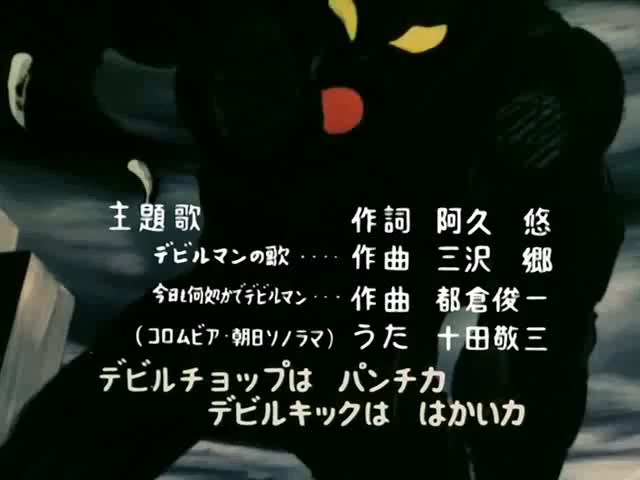 主題歌 作詞 阿久 悠
デビルマンの歌‥‥ 作曲 三沢 郷
今日も何処かでデビルマン‥‥ 作曲 都倉俊一
(コロムビア・朝日ソノラマ) うた 十田敬三
デビルチョップは パンチ力
デビルキックは はかい力